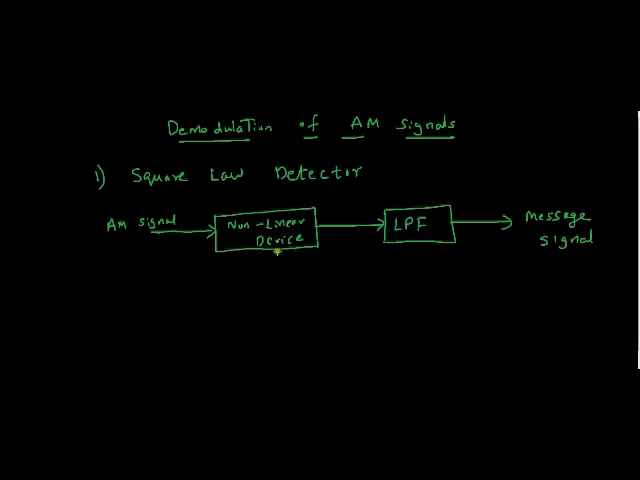 Demodulation of AM signals
1) Square Law Detector
AM signal
Non-Linear
Device
LPF
Message
signal